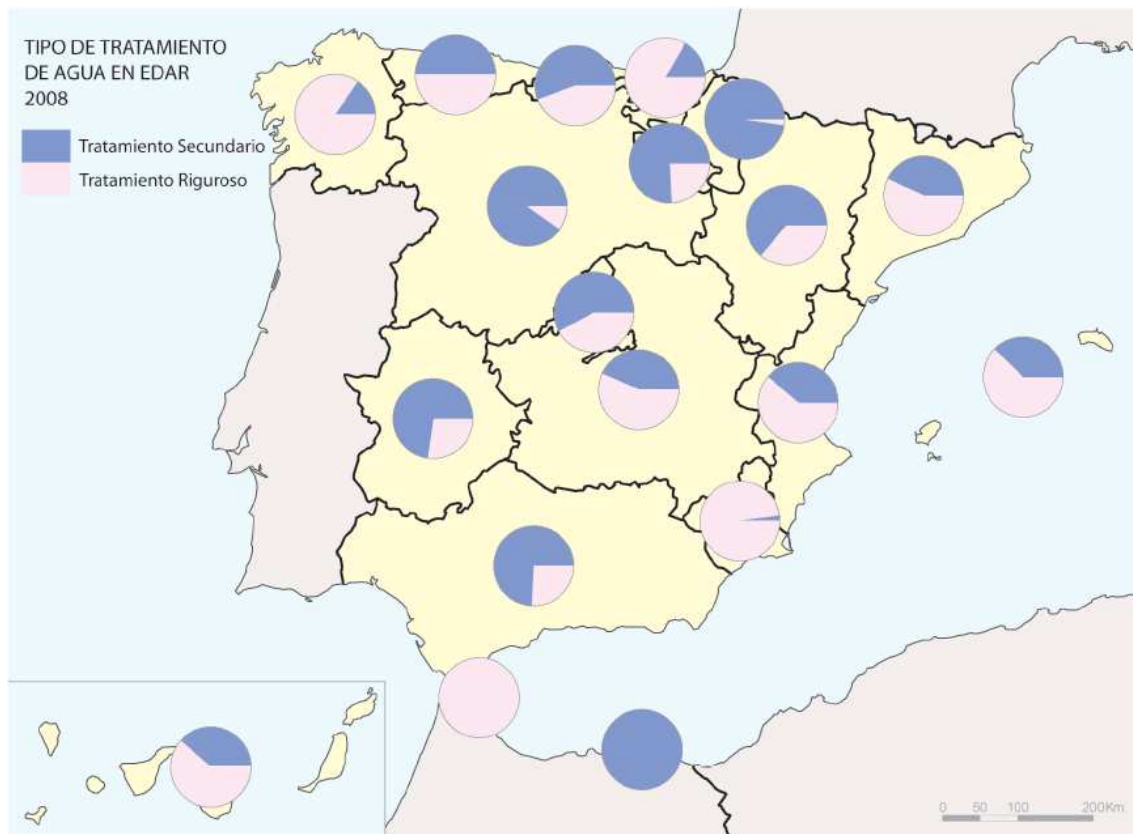 TIPO DE TRATAMIENTO
DE AGUA EN EDAR
2008
Tratamiento Secundario
Tratamiento Riguroso
0 50 100 200Km.